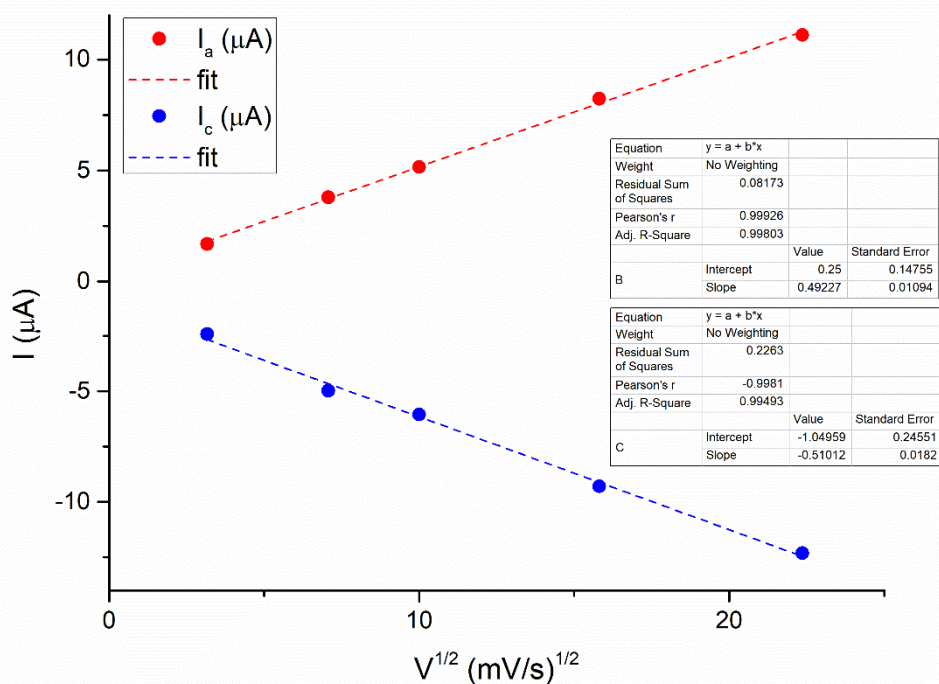 I_a (μA)
fit
I_c (μA)
fit
10
5
0
-5
-10
I (μA)
Equation y = a + b*x
Weight No Weighting
Residual Sum of Squares 0.08173
Pearson's r 0.99926
Adj. R-Square 0.99803
Value Standard Error
B Intercept 0.25 0.14755
Slope 0.49227 0.01094
Equation y = a + b*x
Weight No Weighting
Residual Sum of Squares 0.2263
Pearson's r -0.9981
Adj. R-Square 0.99493
Value Standard Error
C Intercept -1.04959 0.24551
Slope -0.51012 0.0182
0 10 20
V^{1/2} (mV/s)^{1/2}